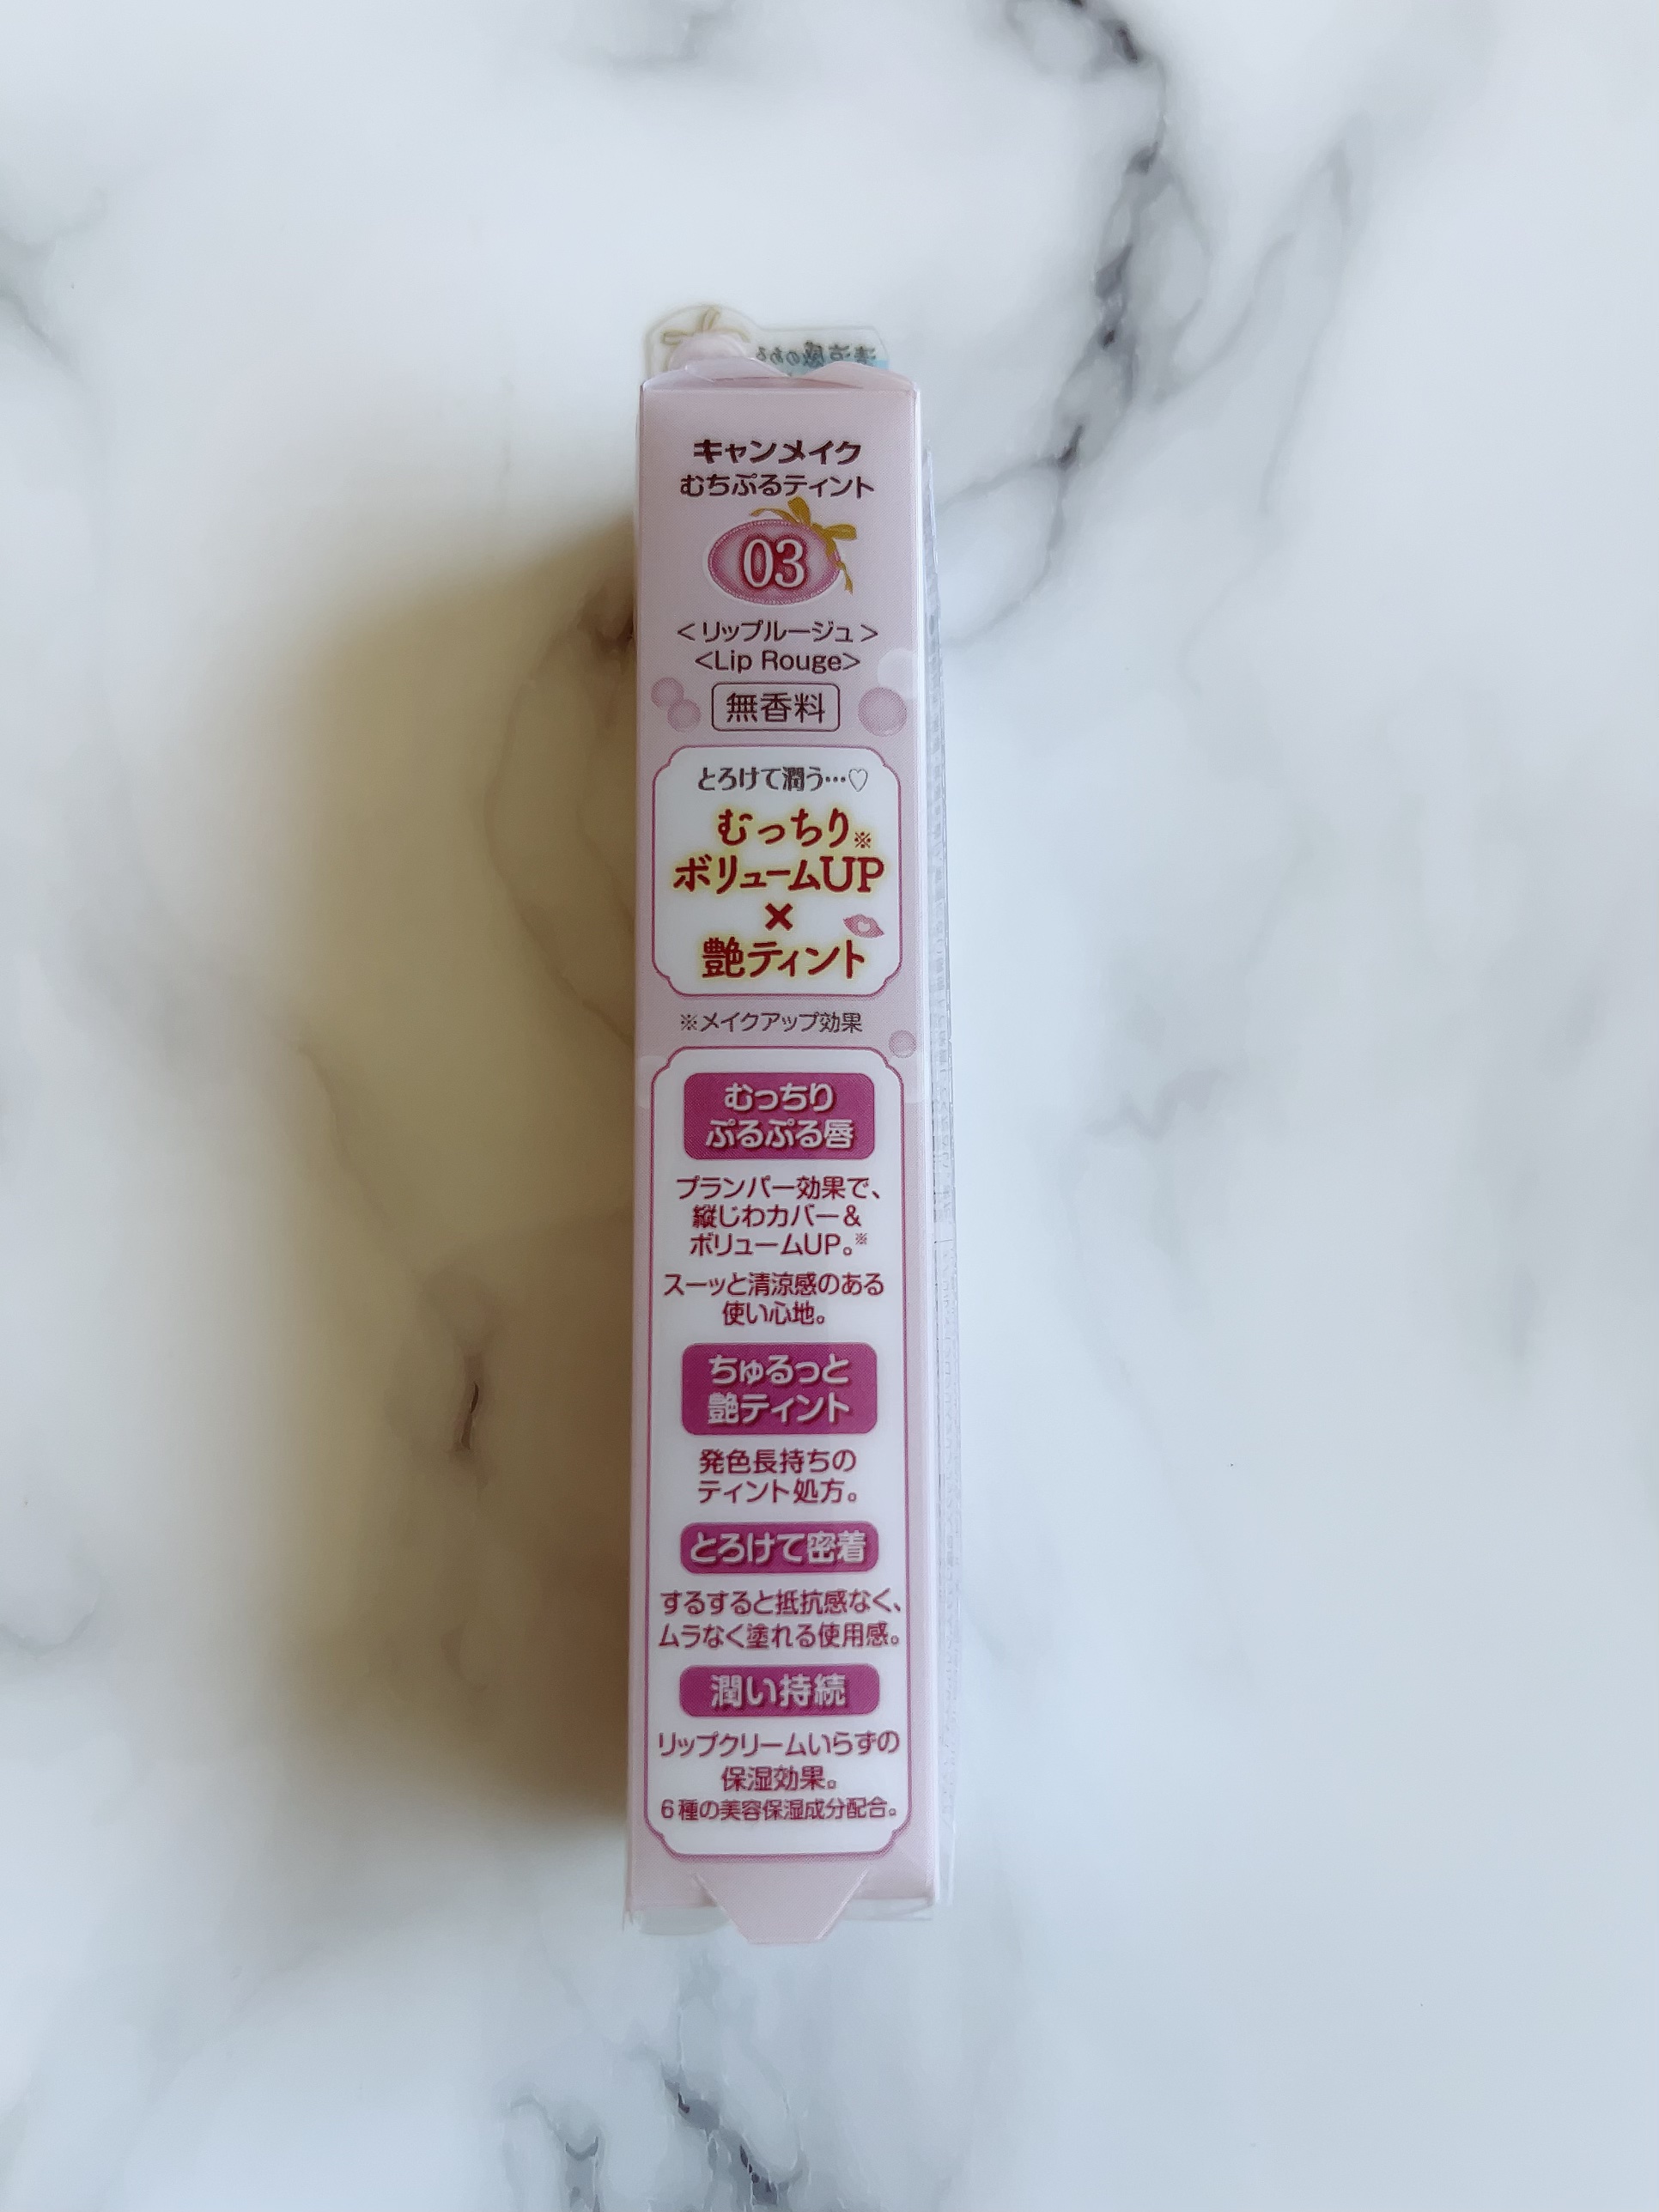 清涼感のある
キャンメイク
むちぷるティント
03
＜リップルージュ＞
<Lip Rouge>
無香料
とろけて潤う…♡
むっちり※
ボリュームUP
×
艶ティント
※メイクアップ効果
むっちり
ぷるぷる唇
プランパー効果で、
縦じわカバー＆
ボリュームUP。※
スーッと清涼感のある
使い心地。
ちゅるっと
艶ティント
発色長持ちの
ティント処方。
とろけて密着
するすると抵抗感なく、
ムラなく塗れる使用感。
潤い持続
リップクリームいらずの
保湿効果。
6種の美容保湿成分配合。